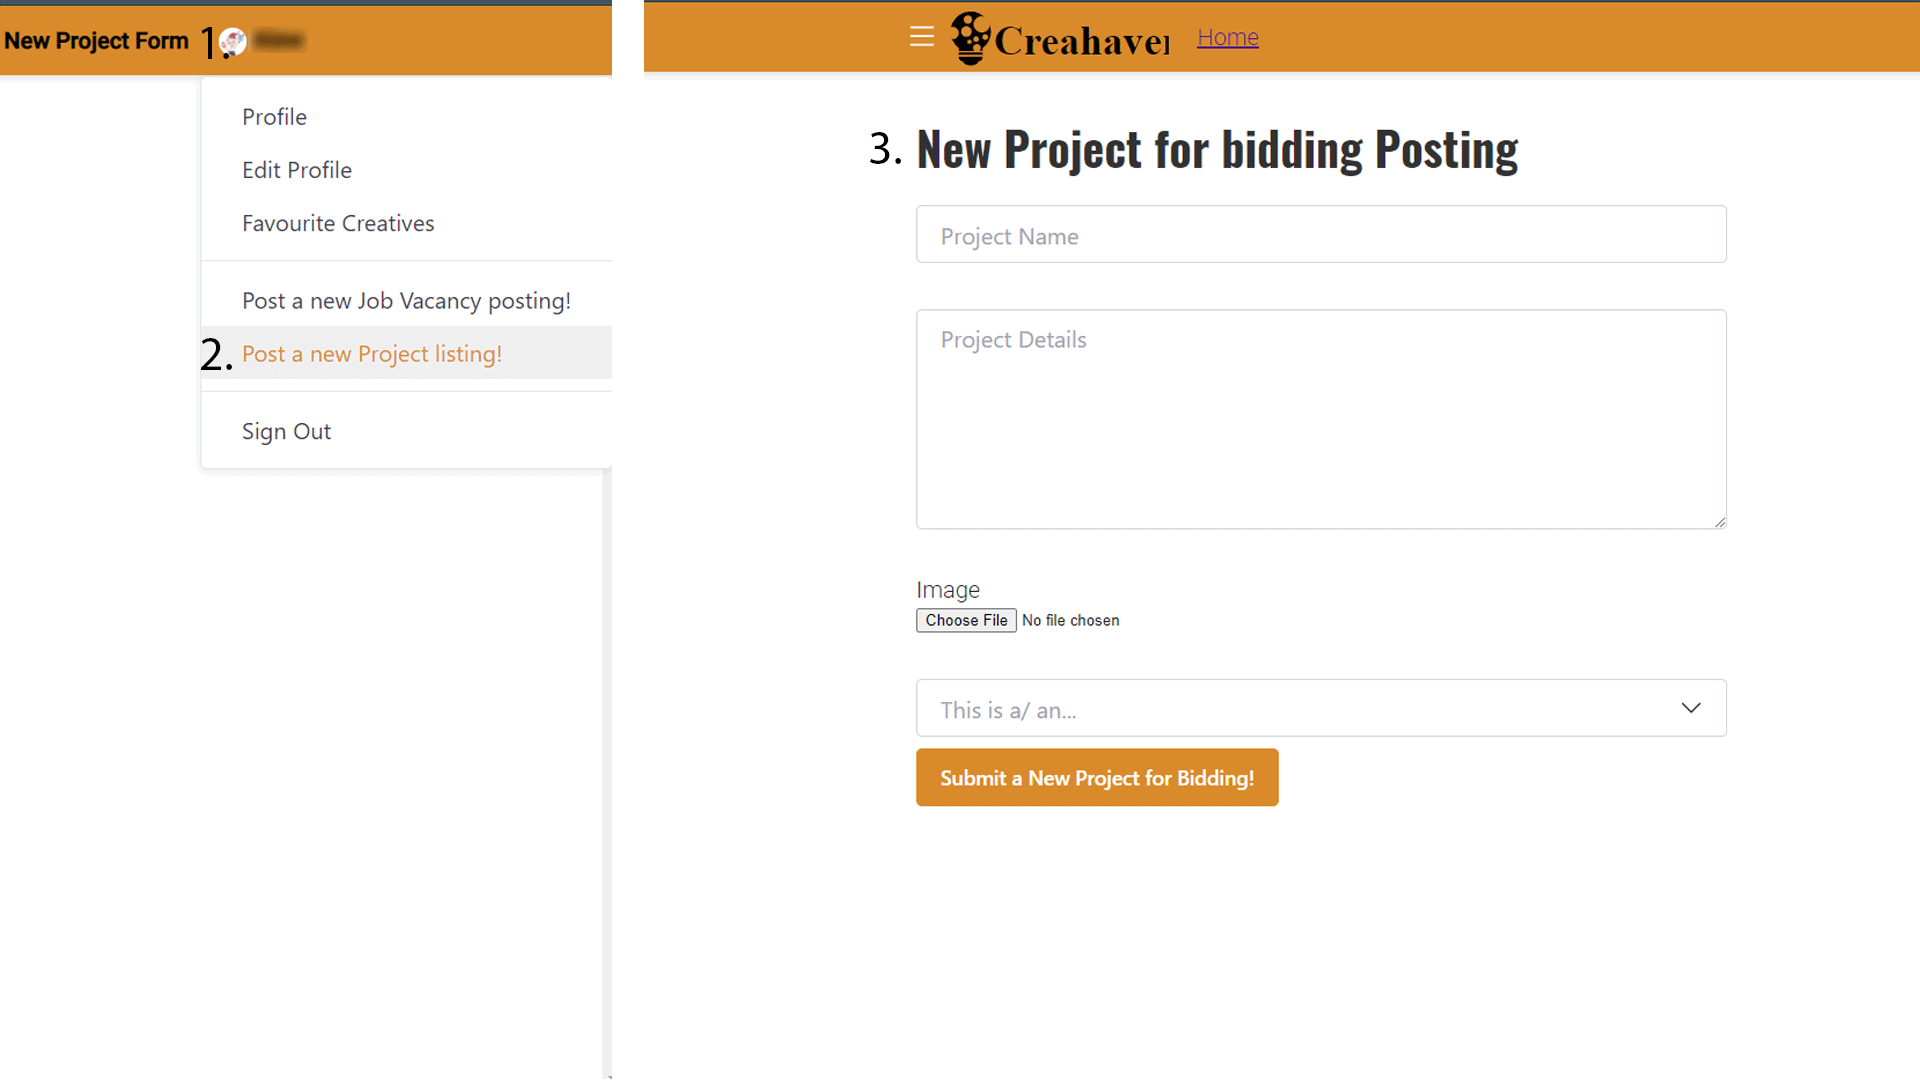 New Project Form 1.
Profile
Edit Profile
Favourite Creatives
Post a new Job Vacancy posting!
2. Post a new Project listing!
Sign Out
Creahaven Home
3. New Project for bidding Posting
Project Name
Project Details
Image
Choose File No file chosen
This is a/ an...
Submit a New Project for Bidding!